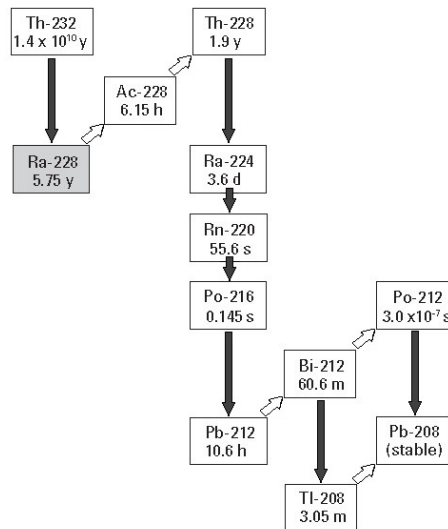 Th-232
1.4 x 10¹⁰ y
Th-228
1.9 y
Ac-228
6.15 h
Ra-228
5.75 y
Ra-224
3.6 d
Rn-220
55.6 s
Po-216
0.145 s
Po-212
3.0 x10⁻⁷ s
Bi-212
60.6 m
Pb-212
10.6 h
Pb-208
(stable)
Tl-208
3.05 m